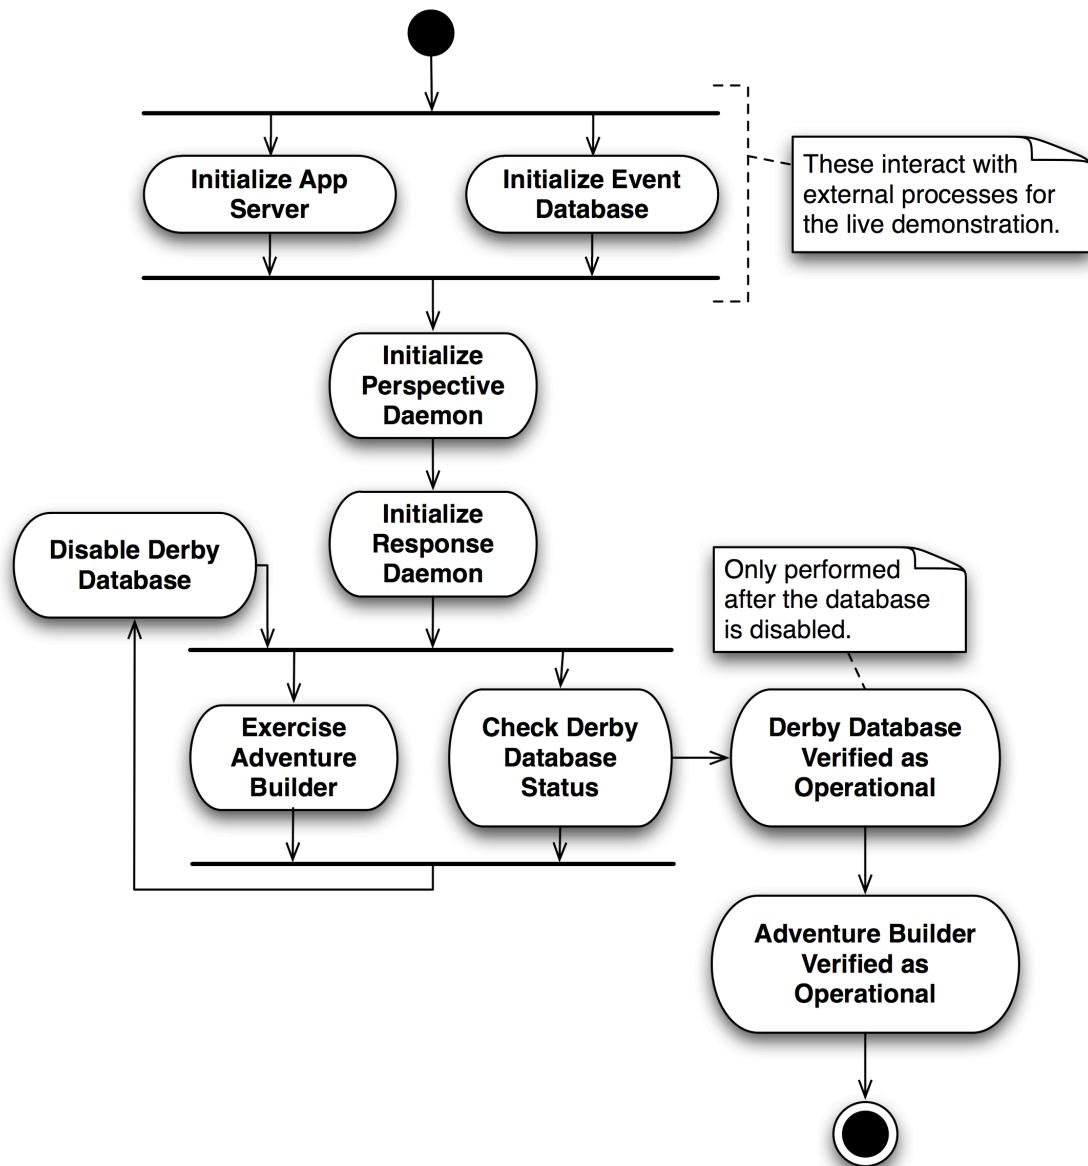 Initialize App
Server
Initialize Event
Database
These interact with
external processes for
the live demonstration.
Initialize
Perspective
Daemon
Initialize
Response
Daemon
Disable Derby
Database
Only performed
after the database
is disabled.
Exercise
Adventure
Builder
Check Derby
Database
Status
Derby Database
Verified as
Operational
Adventure Builder
Verified as
Operational